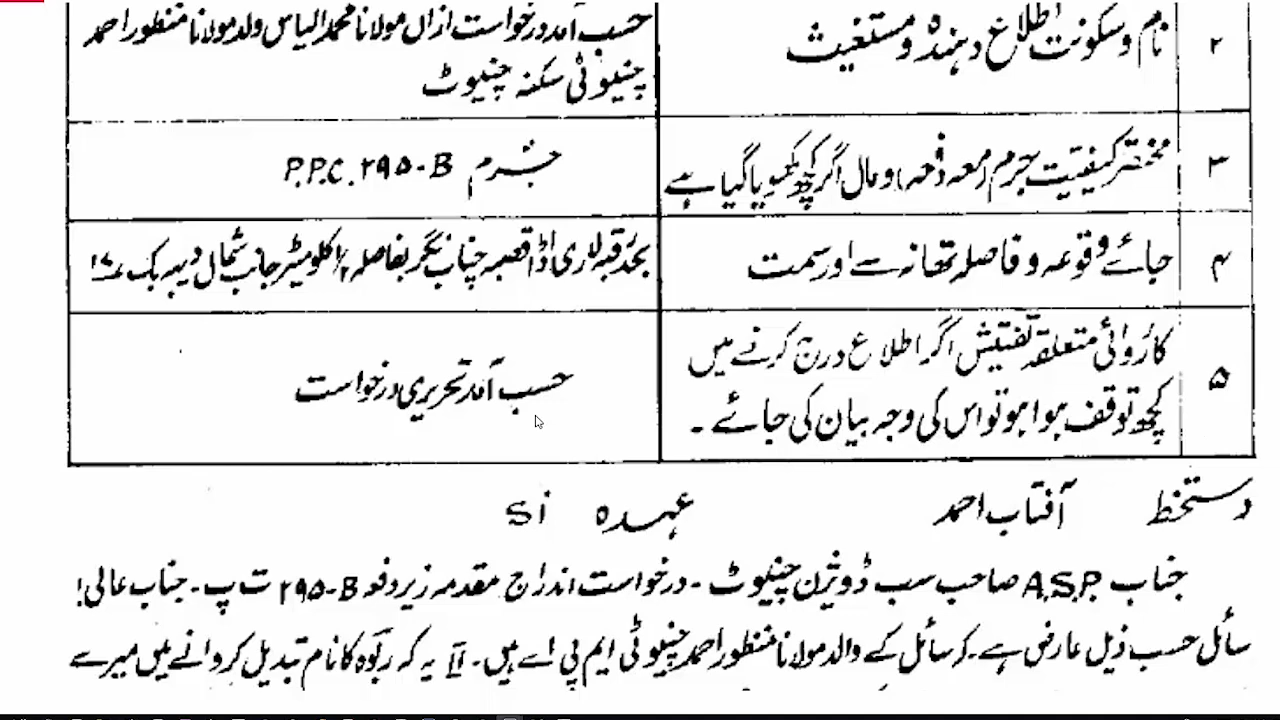 ۲ نام و سکونت اطلاع دہندہ و مستغیث حسب آمد درخواست ازاں مولانا محمد الیاس ولد مولانا منظور احمد
چنیوٹی سکنہ چنیوٹ
۳ مختصر کیفیت جرم (معہ دفعہ) و مال اگر کچھ کھویا گیا ہے جرم P.P.C. ۲۹۵-B
۴ جائے وقوعہ و فاصلہ تھانہ سے اور سمت بحد رقبہ لاری اڈا قصبہ چناب نگر بفاصلہ کلومیٹر جانب شمال
۵ کاروائی متعلقہ تفتیش اگر اطلاع درج کرنے میں
کچھ توقف ہوا ہو تو اس کی وجہ بیان کی جائے ۔ حسب آمد تحریری درخواست
دستخط آفتاب احمد عہدہ Si
جناب A.S.P. صاحب سب ڈویژن چنیوٹ ۔ درخواست اندراج مقدمہ زیر دفعہ ۲۹۵-B ت پ ۔ جناب عالی!
سائل حسب ذیل عارض ہے۔ کہ سائل کے والد مولانا منظور احمد چنیوٹی ایم پی اے ہیں ۔ یہ کہ ربوہ کا نام تبدیل کروانے میں میرے